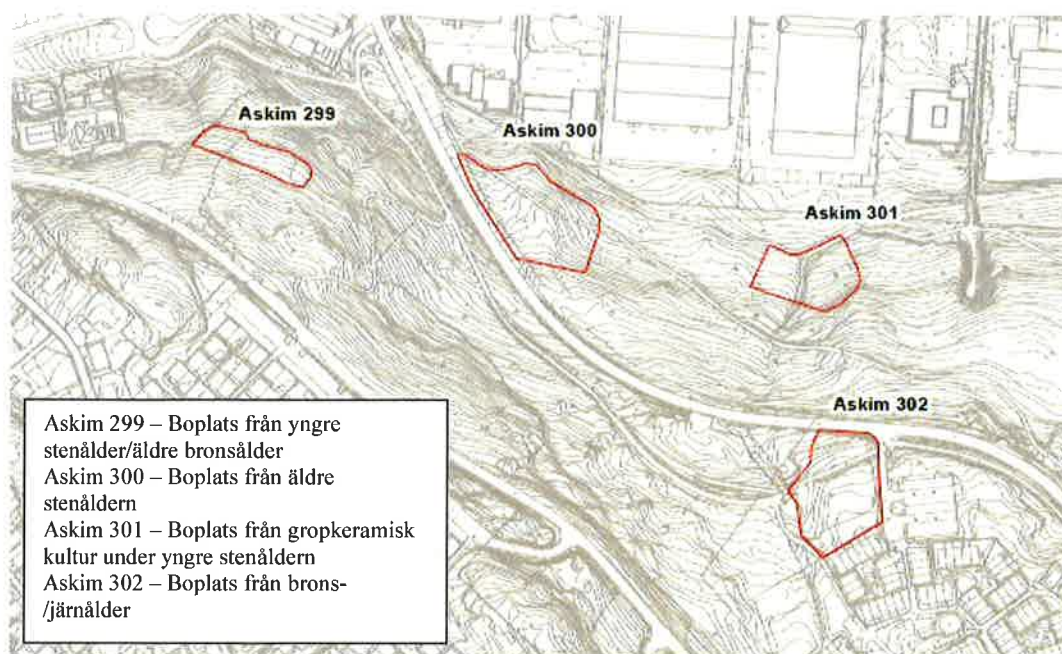 Askim 299
Askim 300
Askim 301
Askim 302
Askim 299 – Boplats från yngre
stenålder/äldre bronsålder
Askim 300 – Boplats från äldre
stenåldern
Askim 301 – Boplats från gropkeramisk
kultur under yngre stenåldern
Askim 302 – Boplats från brons-
/järnålder